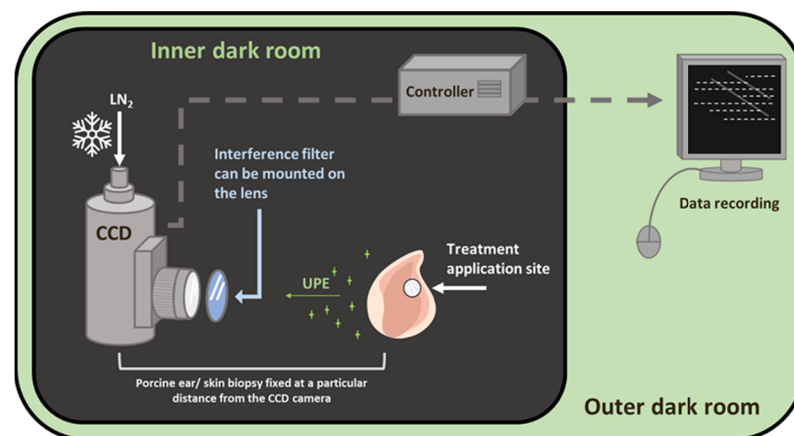 Inner dark room
LN₂
Controller
Interference filter
can be mounted on
the lens
CCD
Data recording
Treatment
application site
UPE
Porcine ear/ skin biopsy fixed at a particular
distance from the CCD camera
Outer dark room